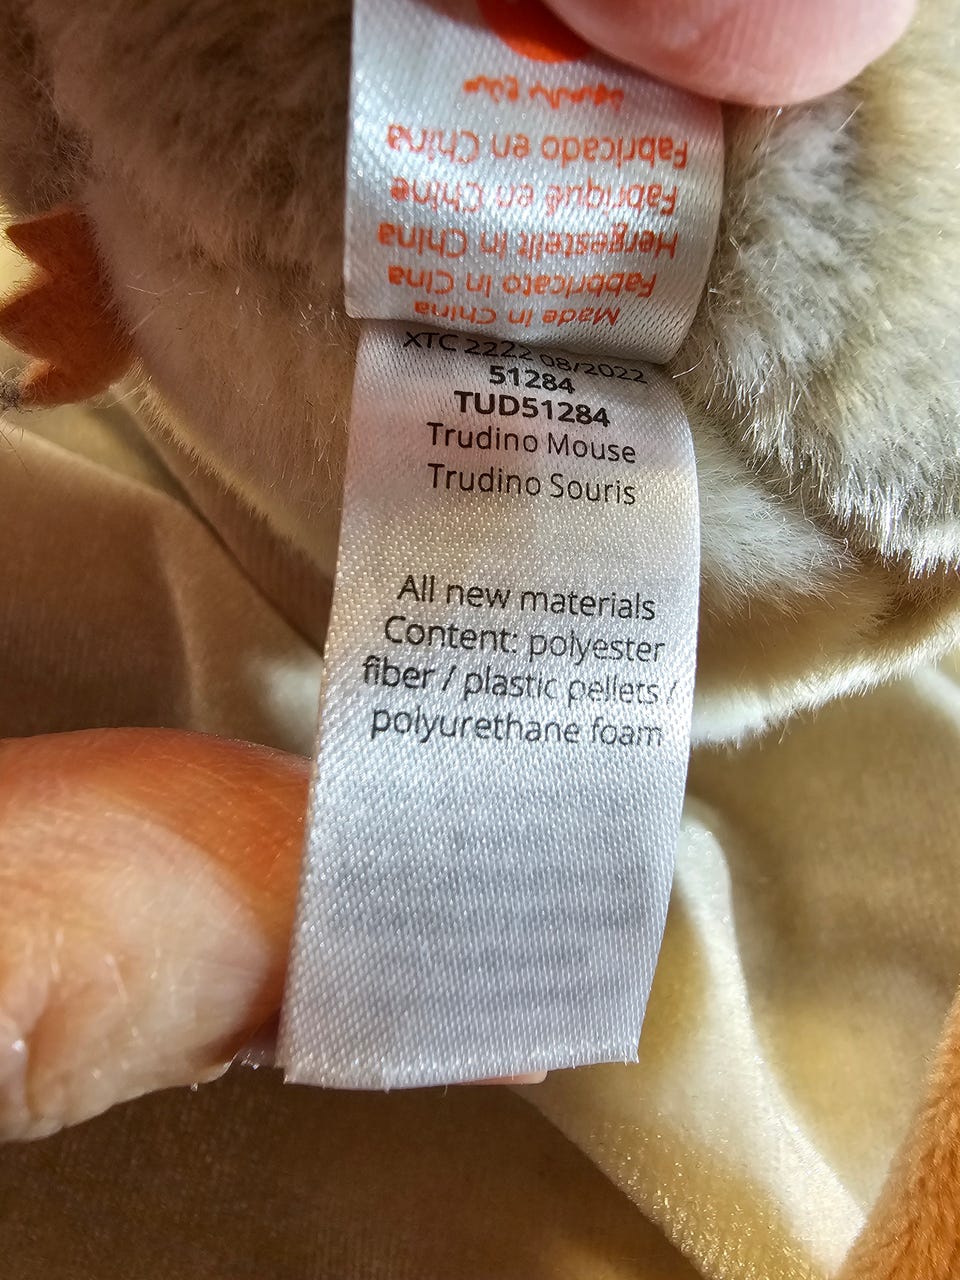 Made in China
Fabbricato in Cina
Hergestellt in China
Fabriqué en Chine
Fabricado en China
XTC 2222 08/2022
51284
TUD51284
Trudino Mouse
Trudino Souris
All new materials
Content: polyester
fiber / plastic pellets /
polyurethane foam